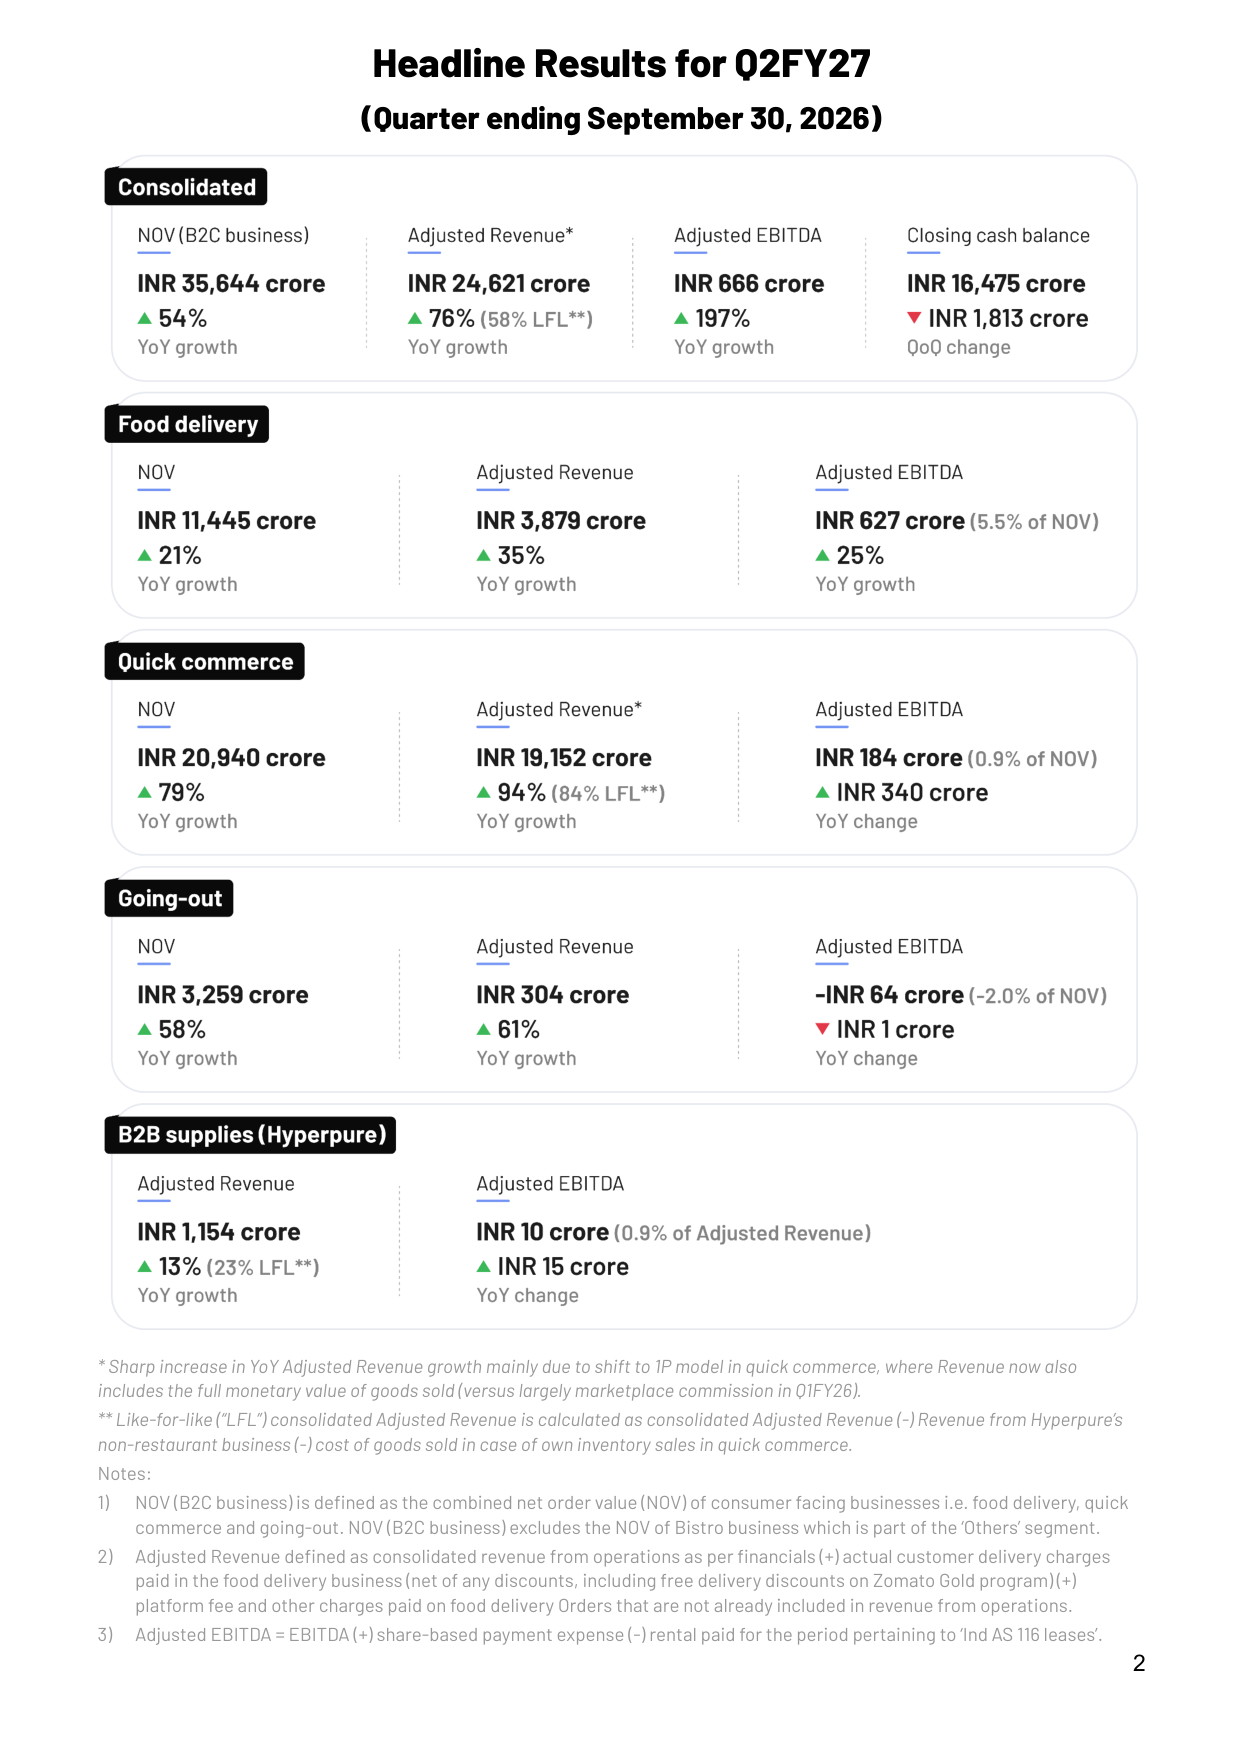 Headline Results for Q2FY27
(Quarter ending September 30, 2026)
Consolidated
NOV (B2C business)
INR 35,644 crore
▲ 54%
YoY growth
Adjusted Revenue*
INR 24,621 crore
▲ 76% (58% LFL**)
YoY growth
Adjusted EBITDA
INR 666 crore
▲ 197%
YoY growth
Closing cash balance
INR 16,475 crore
▼ INR 1,813 crore
QoQ change
Food delivery
NOV
INR 11,445 crore
▲ 21%
YoY growth
Adjusted Revenue
INR 3,879 crore
▲ 35%
YoY growth
Adjusted EBITDA
INR 627 crore (5.5% of NOV)
▲ 25%
YoY growth
Quick commerce
NOV
INR 20,940 crore
▲ 79%
YoY growth
Adjusted Revenue*
INR 19,152 crore
▲ 94% (84% LFL**)
YoY growth
Adjusted EBITDA
INR 184 crore (0.9% of NOV)
▲ INR 340 crore
YoY change
Going-out
NOV
INR 3,259 crore
▲ 58%
YoY growth
Adjusted Revenue
INR 304 crore
▲ 61%
YoY growth
Adjusted EBITDA
-INR 64 crore (-2.0% of NOV)
▼ INR 1 crore
YoY change
B2B supplies (Hyperpure)
Adjusted Revenue
INR 1,154 crore
▲ 13% (23% LFL**)
YoY growth
Adjusted EBITDA
INR 10 crore (0.9% of Adjusted Revenue)
▲ INR 15 crore
YoY change
* Sharp increase in YoY Adjusted Revenue growth mainly due to shift to 1P model in quick commerce, where Revenue now also
includes the full monetary value of goods sold (versus largely marketplace commission in Q1FY26).
** Like-for-like (“LFL”) consolidated Adjusted Revenue is calculated as consolidated Adjusted Revenue (-) Revenue from Hyperpure’s
non-restaurant business (-) cost of goods sold in case of own inventory sales in quick commerce.
Notes:
1) NOV (B2C business) is defined as the combined net order value (NOV) of consumer facing businesses i.e. food delivery, quick
commerce and going-out. NOV (B2C business) excludes the NOV of Bistro business which is part of the ‘Others’ segment.
2) Adjusted Revenue defined as consolidated revenue from operations as per financials (+) actual customer delivery charges
paid in the food delivery business (net of any discounts, including free delivery discounts on Zomato Gold program) (+)
platform fee and other charges paid on food delivery Orders that are not already included in revenue from operations.
3) Adjusted EBITDA = EBITDA (+) share-based payment expense (-) rental paid for the period pertaining to ‘Ind AS 116 leases’.
2